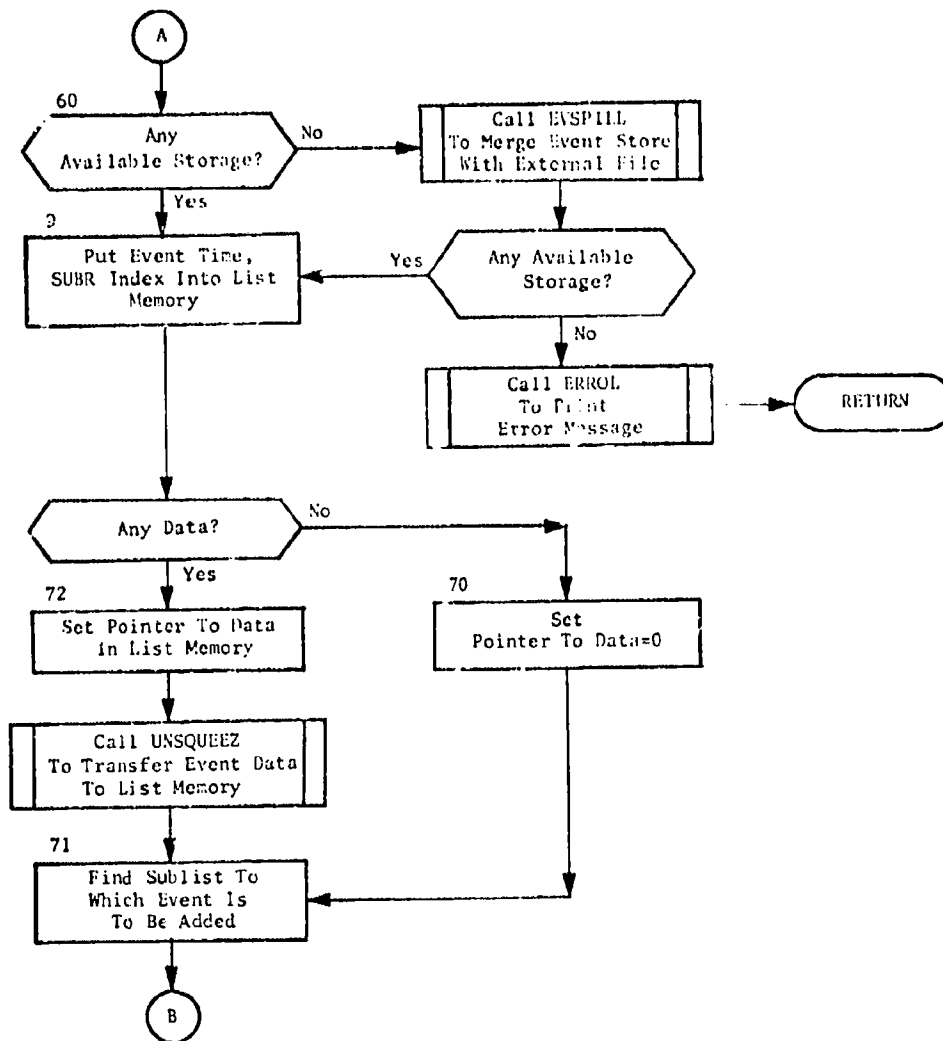 A
60
Any
Available Storage?
No
Yes
Call EVSPILL
To Merge Event Store
With External File
9
Put Event Time,
SUBR Index Into List
Memory
Yes
Any Available
Storage?
No
Call ERROL
To Print
Error Message
RETURN
Any Data?
No
Yes
72
Set Pointer To Data
in List Memory
70
Set
Pointer To Data=0
Call UNSQUEEZ
To Transfer Event Data
To List Memory
71
Find Sublist To
Which Event Is
To Be Added
B